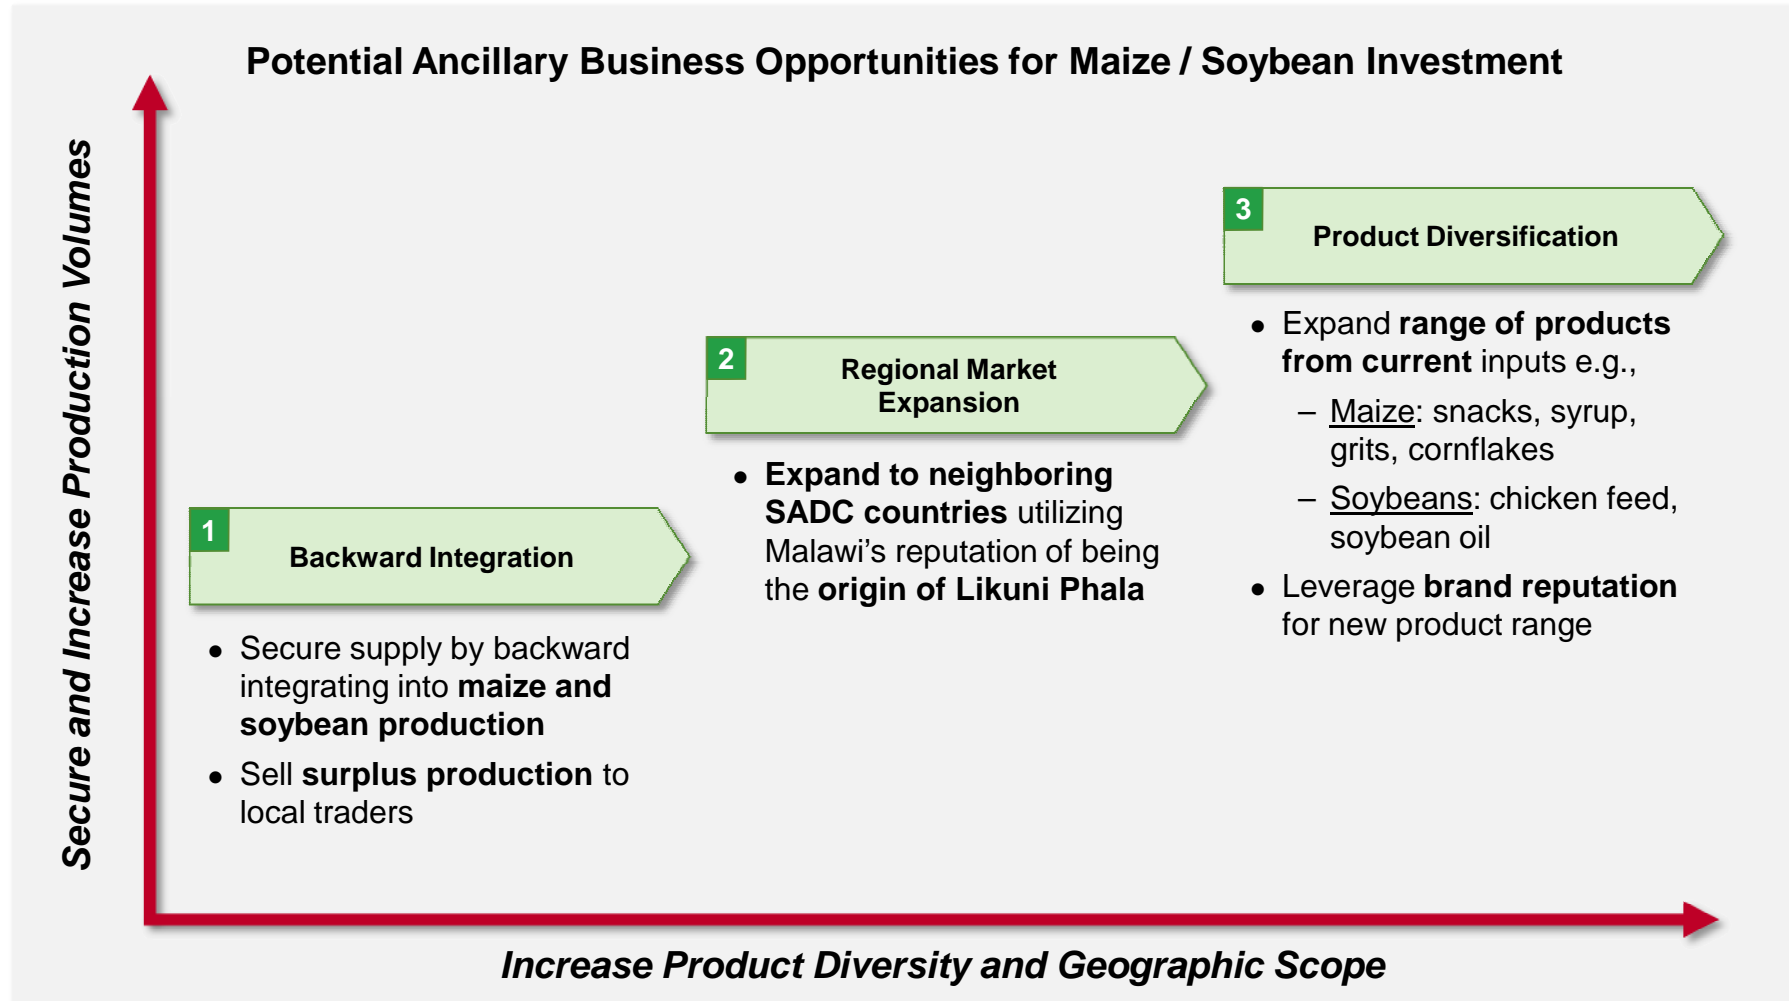 Potential Ancillary Business Opportunities for Maize / Soybean Investment
Secure and Increase Production Volumes
1
Backward Integration
● Secure supply by backward
integrating into maize and
soybean production
● Sell surplus production to
local traders
2
Regional Market
Expansion
● Expand to neighboring
SADC countries utilizing
Malawi’s reputation of being
the origin of Likuni Phala
3
Product Diversification
● Expand range of products
from current inputs e.g.,
– Maize: snacks, syrup,
grits, cornflakes
– Soybeans: chicken feed,
soybean oil
● Leverage brand reputation
for new product range
Increase Product Diversity and Geographic Scope